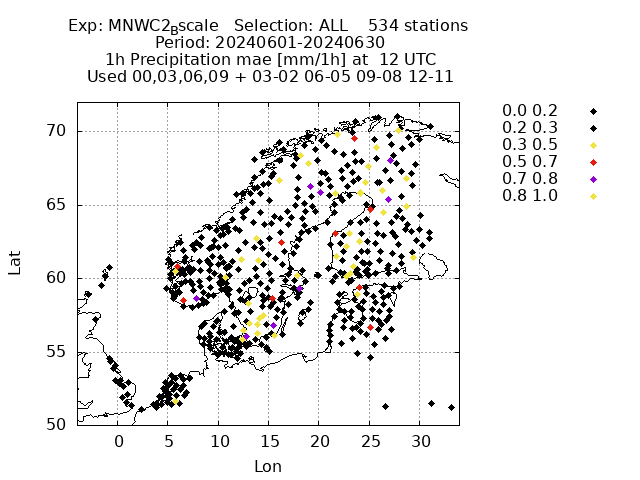 Exp: MNWC2Bscale   Selection: ALL    534 stations
Period: 20240601-20240630
1h Precipitation mae [mm/1h] at  12 UTC
Used 00,03,06,09 + 03-02 06-05 09-08 12-11
0.0 0.2
0.2 0.3
0.3 0.5
0.5 0.7
0.7 0.8
0.8 1.0
70
65
60
55
50
Lat
0 5 10 15 20 25 30
Lon